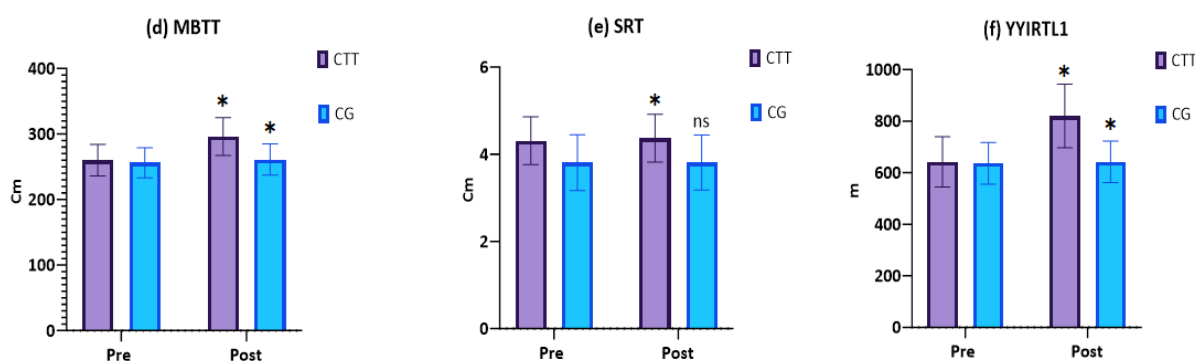 (d) MBTT
CTT
CG
400
300
200
100
0
Cm
*
*
Pre
Post
(e) SRT
CTT
CG
6
4
2
0
Cm
*
ns
Pre
Post
(f) YYIRTL1
CTT
CG
1000
800
600
400
200
0
m
*
*
Pre
Post